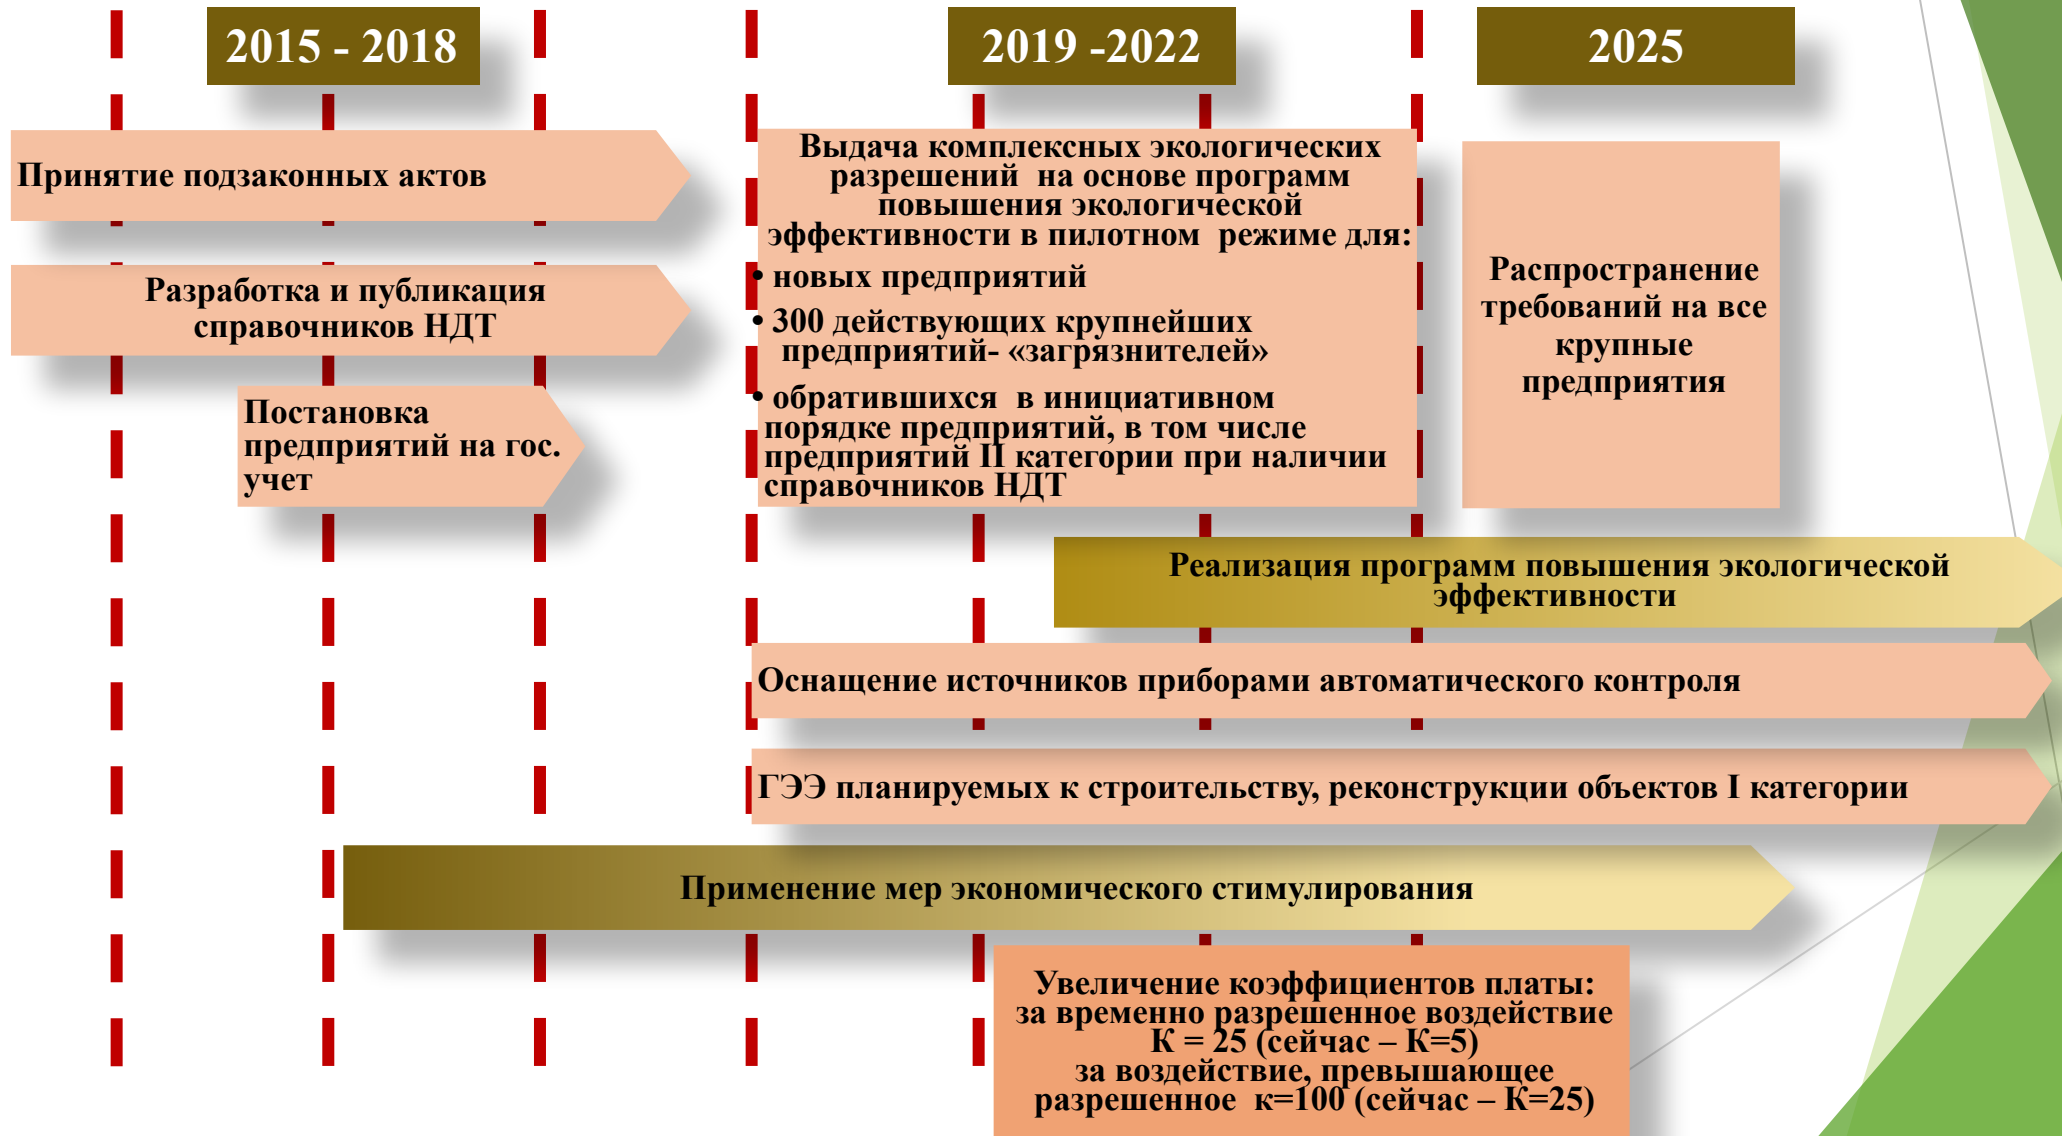 2015 - 2018
2019 -2022
2025
Принятие подзаконных актов
Разработка и публикация
справочников НДТ
Постановка
предприятий на гос.
учет
Выдача комплексных экологических
разрешений на основе программ
повышения экологической
эффективности в пилотном режиме для:
• новых предприятий
• 300 действующих крупнейших
предприятий- «загрязнителей»
• обратившихся в инициативном
порядке предприятий, в том числе
предприятий II категории при наличии
справочников НДТ
Распространение
требований на все
крупные
предприятия
Реализация программ повышения экологической
эффективности
Оснащение источников приборами автоматического контроля
ГЭЭ планируемых к строительству, реконструкции объектов I категории
Применение мер экономического стимулирования
Увеличение коэффициентов платы:
за временно разрешенное воздействие
К = 25 (сейчас – К=5)
за воздействие, превышающее
разрешенное к=100 (сейчас – К=25)